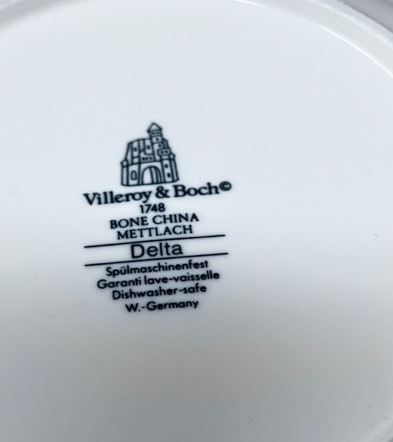 Villeroy & Boch©
1748
BONE CHINA
METTLACH
Delta
Spülmaschinenfest
Garanti lave-vaisselle
Dishwasher-safe
W.-Germany